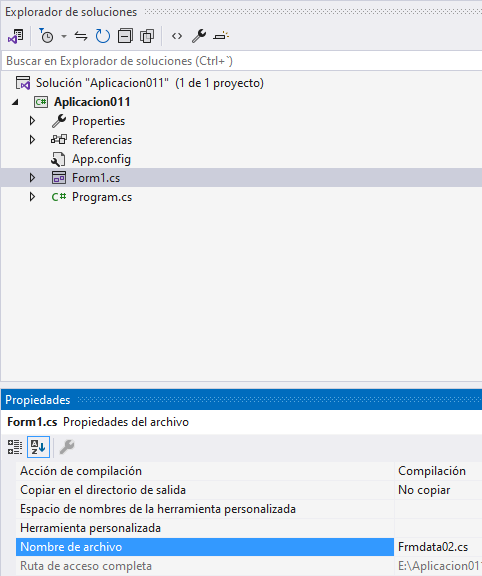 Explorador de soluciones
Buscar en Explorador de soluciones (Ctrl+`)
Solución "Aplicacion011" (1 de 1 proyecto)
C# Aplicacion011
Properties
Referencias
App.config
Form1.cs
C# Program.cs
Propiedades
Form1.cs Propiedades del archivo
Acción de compilación Compilación
Copiar en el directorio de salida No copiar
Espacio de nombres de la herramienta personalizada
Herramienta personalizada
Nombre de archivo Frmdata02.cs
Ruta de acceso completa E:\Aplicacion01